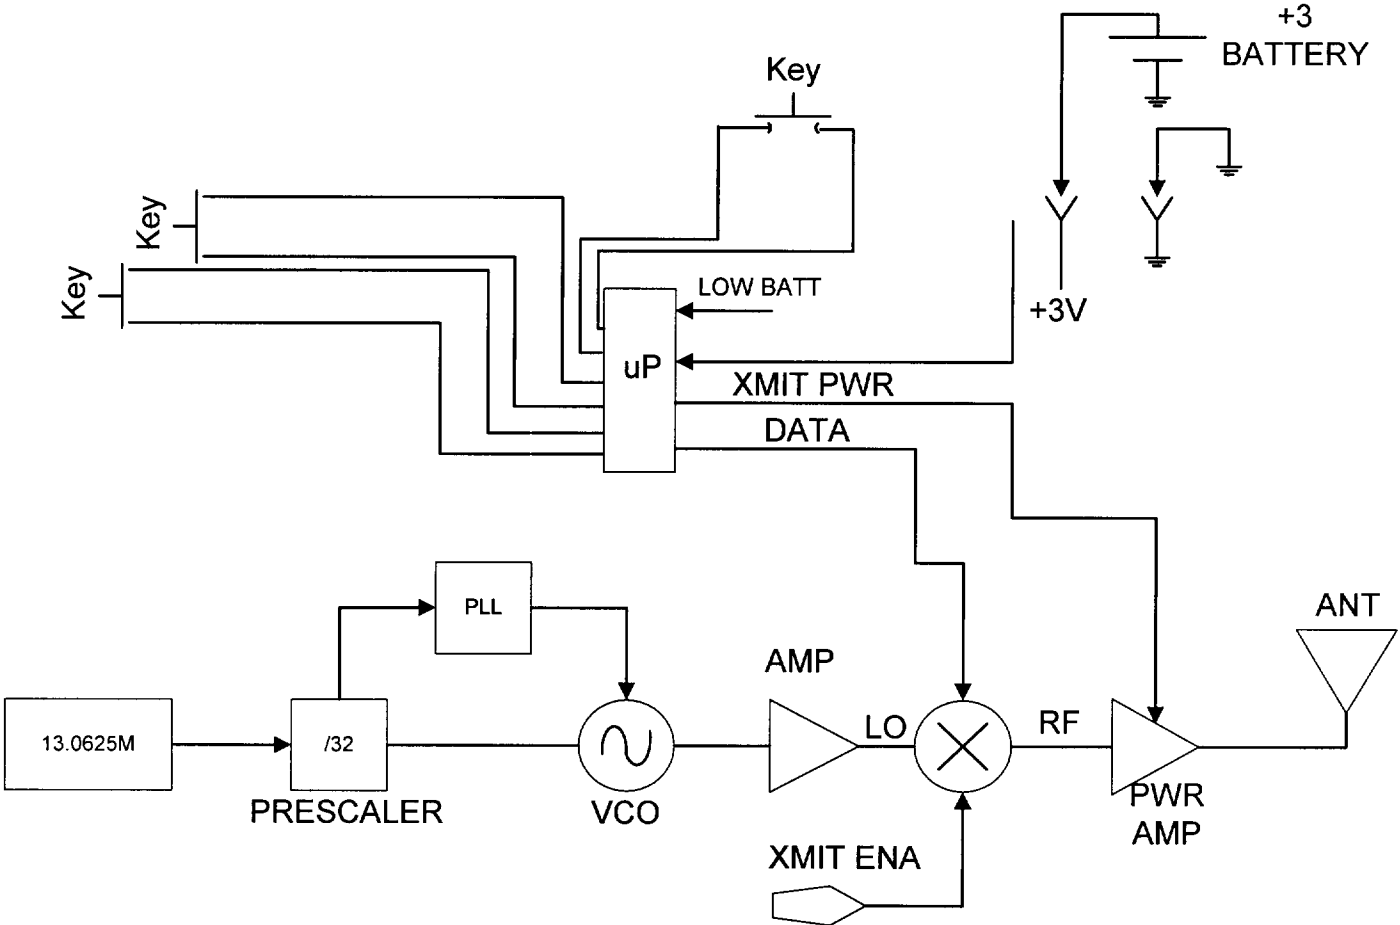 +3
BATTERY
Key
Key
Key
LOW BATT
+3V
uP
XMIT PWR
DATA
PLL
ANT
AMP
13.0625M
/32
LO
RF
PRESCALER
VCO
PWR
AMP
XMIT ENA